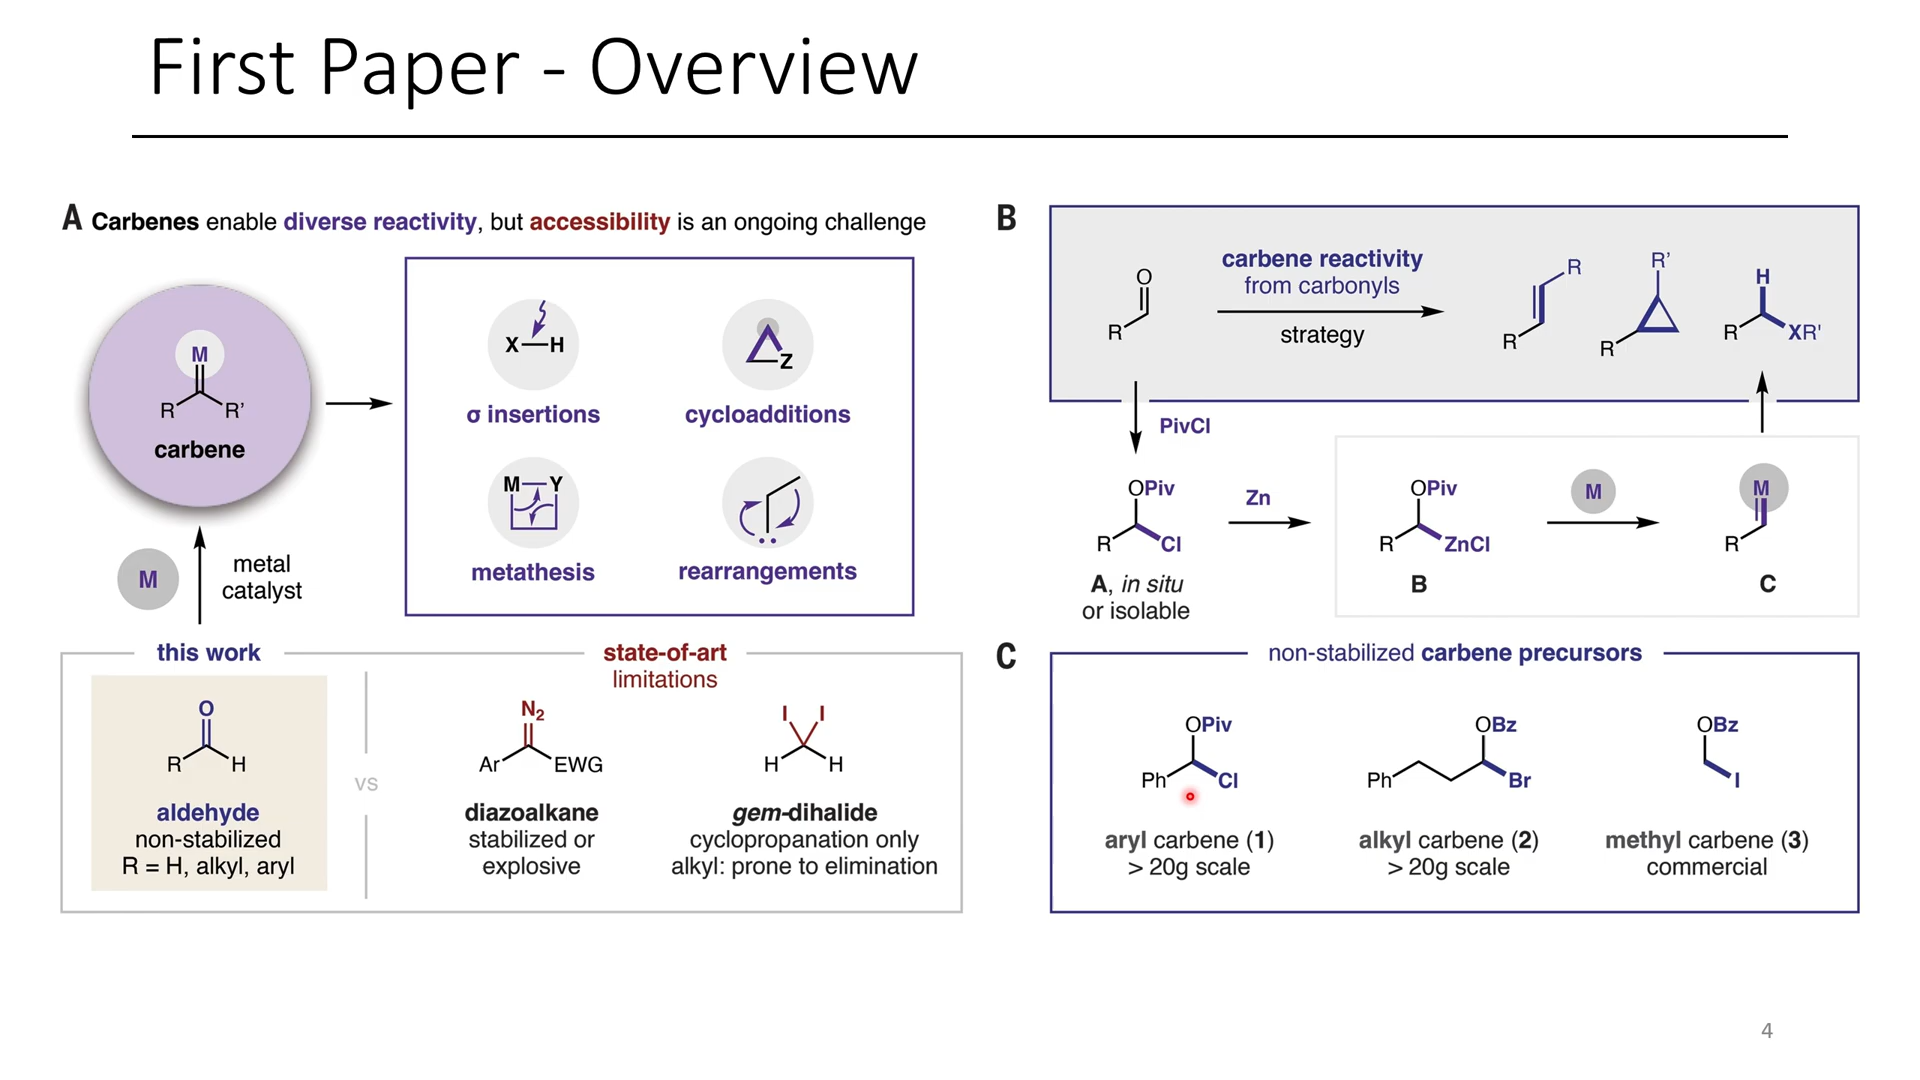 First Paper - Overview
A Carbenes enable diverse reactivity, but accessibility is an ongoing challenge
M
R R’
carbene
X—H
σ insertions
Z
cycloadditions
M—Y
metathesis
rearrangements
M
metal
catalyst
this work
O
R H
aldehyde
non-stabilized
R = H, alkyl, aryl
vs
state-of-art
limitations
N2
Ar EWG
diazoalkane
stabilized or
explosive
I I
H H
gem-dihalide
cyclopropanation only
alkyl: prone to elimination
B
O
R
carbene reactivity
from carbonyls
strategy
R
R
R’
R
H
R XR’
PivCl
OPiv
R Cl
A, in situ
or isolable
Zn
OPiv
R ZnCl
B
M
M
R
C
C
non-stabilized carbene precursors
OPiv
Ph Cl
aryl carbene (1)
> 20g scale
OBz
Ph Br
alkyl carbene (2)
> 20g scale
OBz
I
methyl carbene (3)
commercial
4